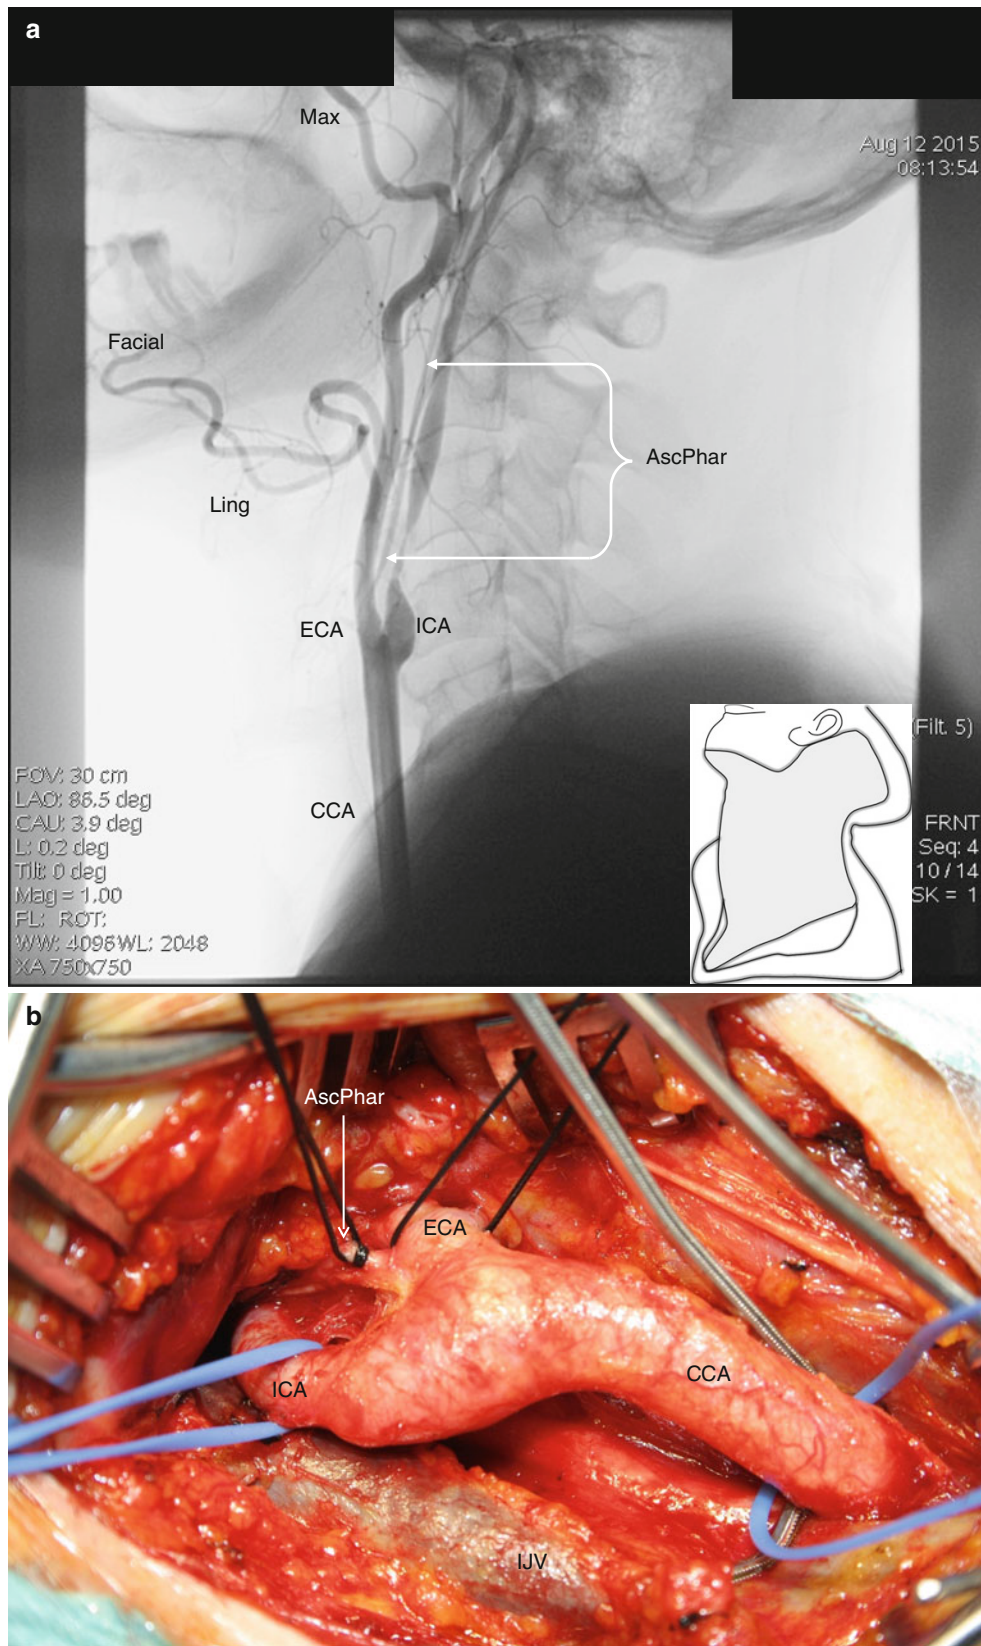 a
Max
Aug 12 2015
08:13:54
Facial
AscPhar
Ling
ECA
ICA
CCA
(Filt. 5)
FOV: 30 cm
LAO: 86.5 deg
CAU: 3.9 deg
L: 0.2 deg
Tilt: 0 deg
Mag = 1.00
FL: ROT:
WW: 4096WL: 2048
XA 750x750
FRNT
Seq: 4
10 / 14
SK = 1
b
AscPhar
ECA
CCA
ICA
IJV